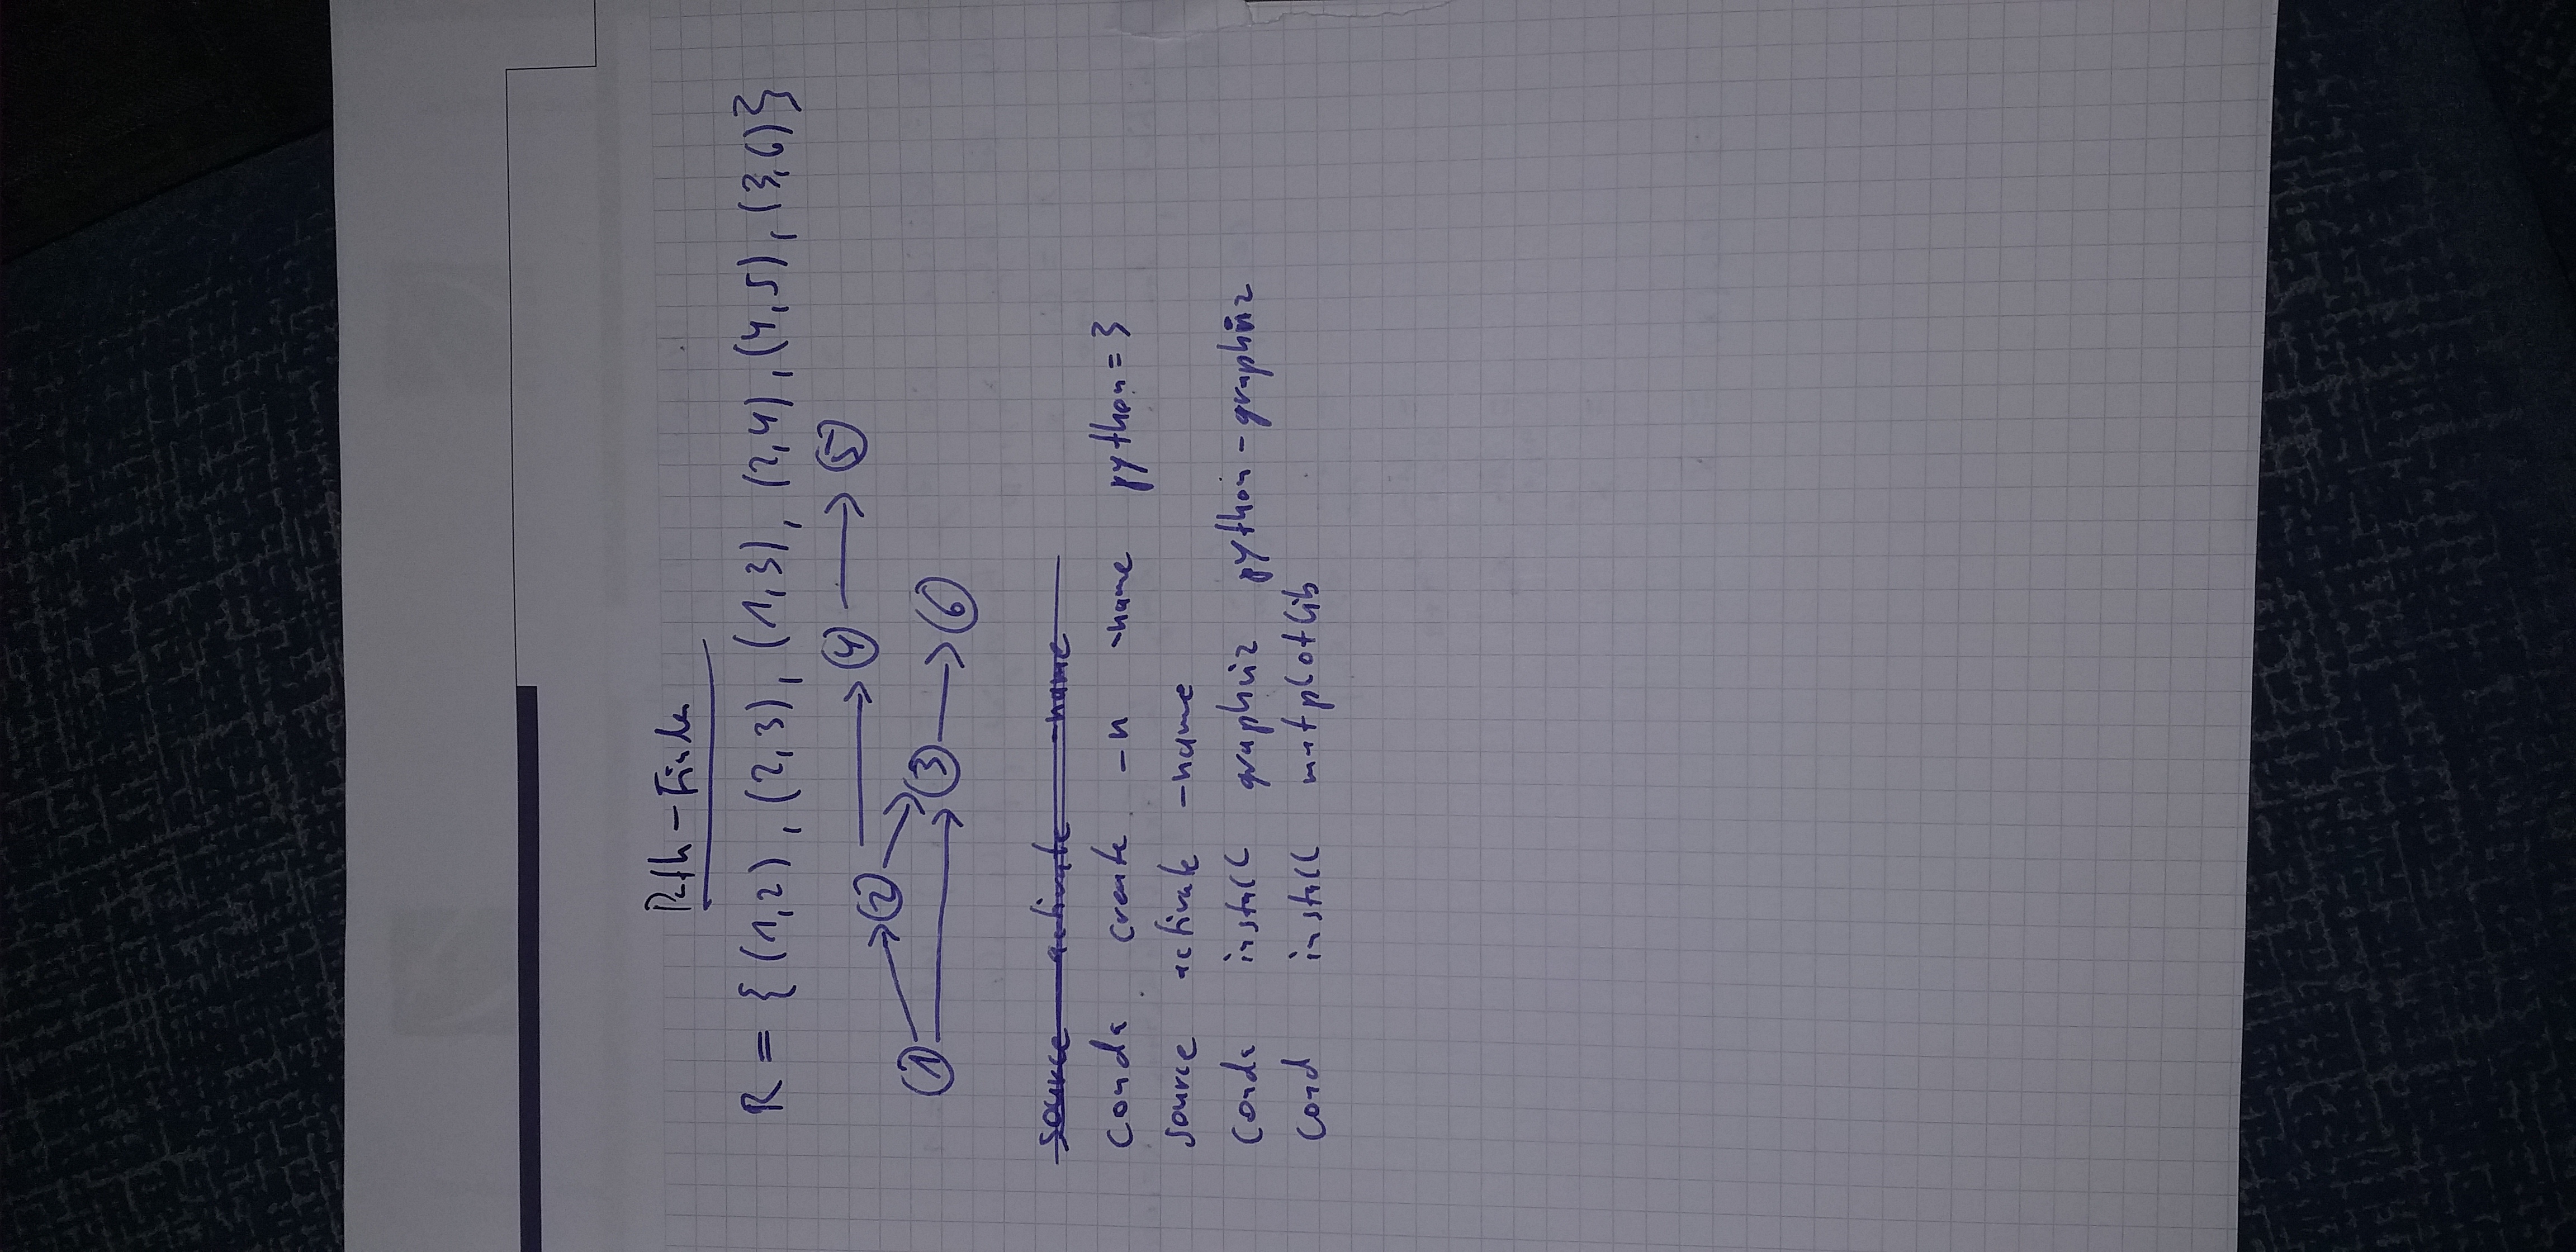 Path-Finder
R = {(1,2), (2,3), (1,3), (2,4), (4,5), (3,6)}
4 5
2
1 3 6
source activate -name
conda create -n -name python=3
source activate -name
conda install graphviz python-graphviz
cond install matplotlib